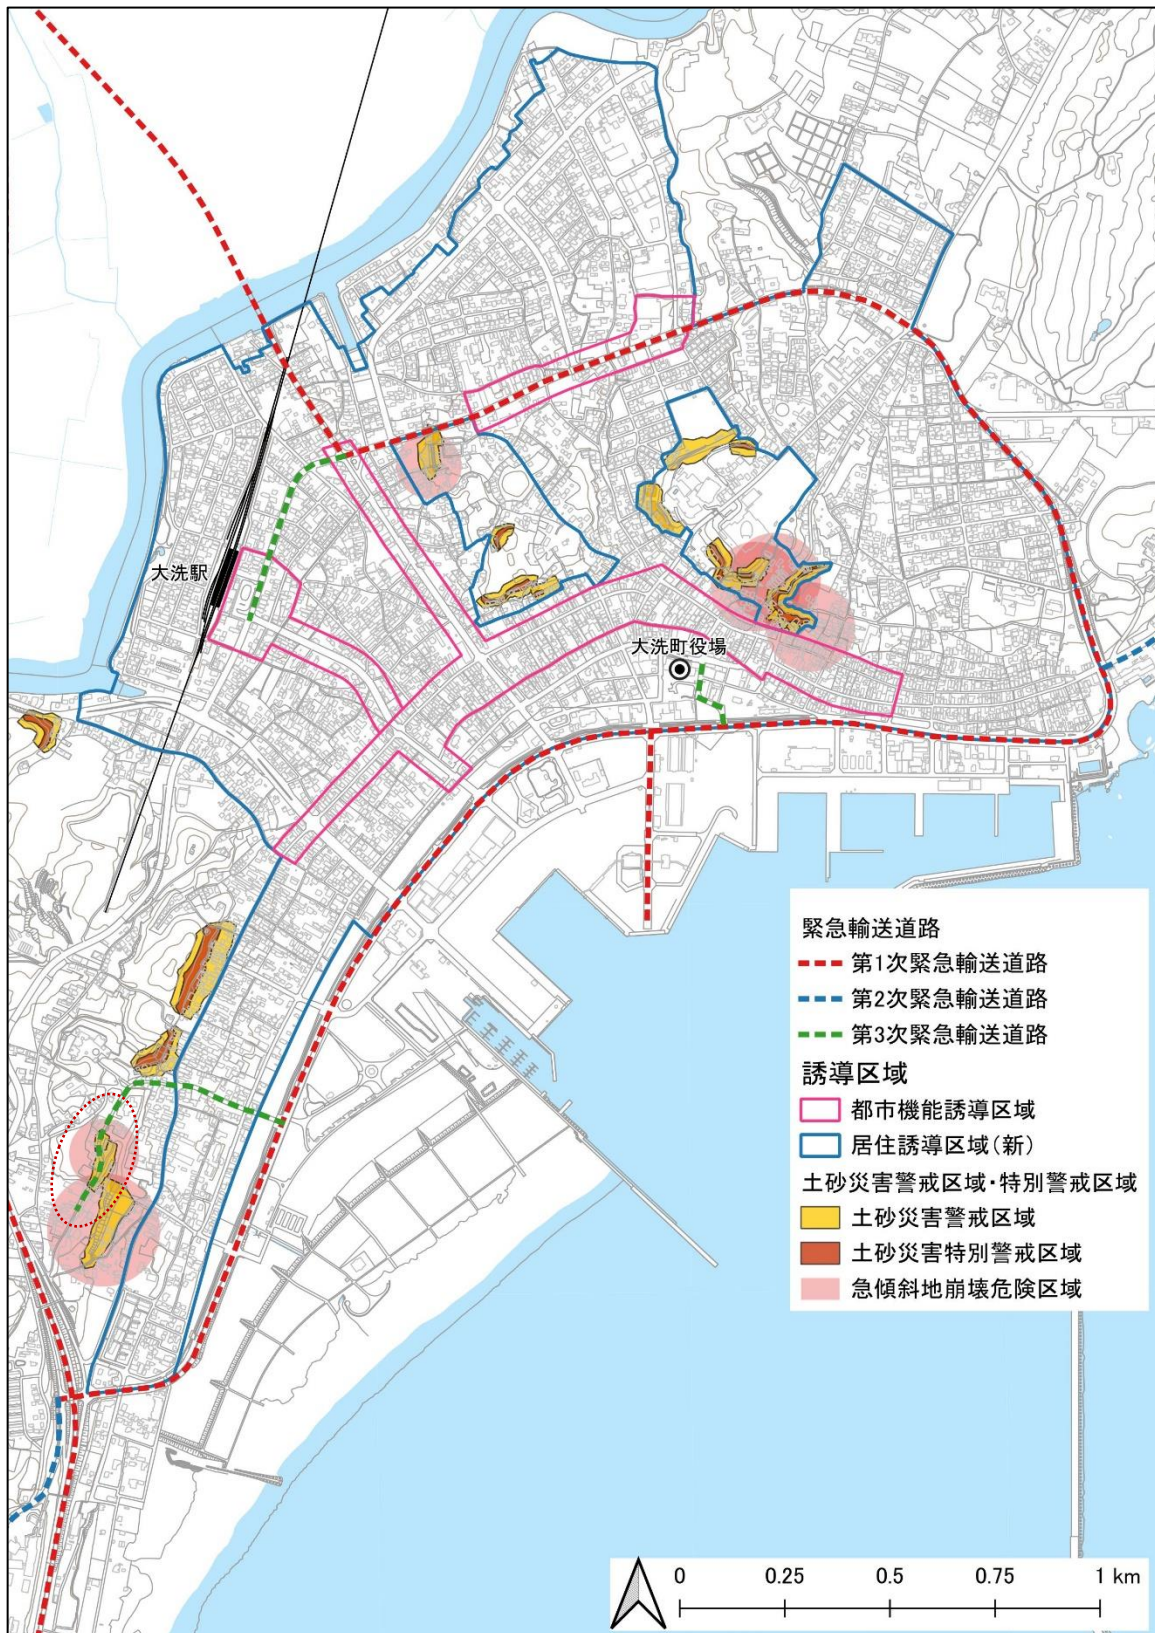 大洗駅
大洗町役場
緊急輸送道路
第1次緊急輸送道路
第2次緊急輸送道路
第3次緊急輸送道路
誘導区域
都市機能誘導区域
居住誘導区域(新)
土砂災害警戒区域・特別警戒区域
土砂災害警戒区域
土砂災害特別警戒区域
急傾斜地崩壊危険区域
0 0.25 0.5 0.75 1 km